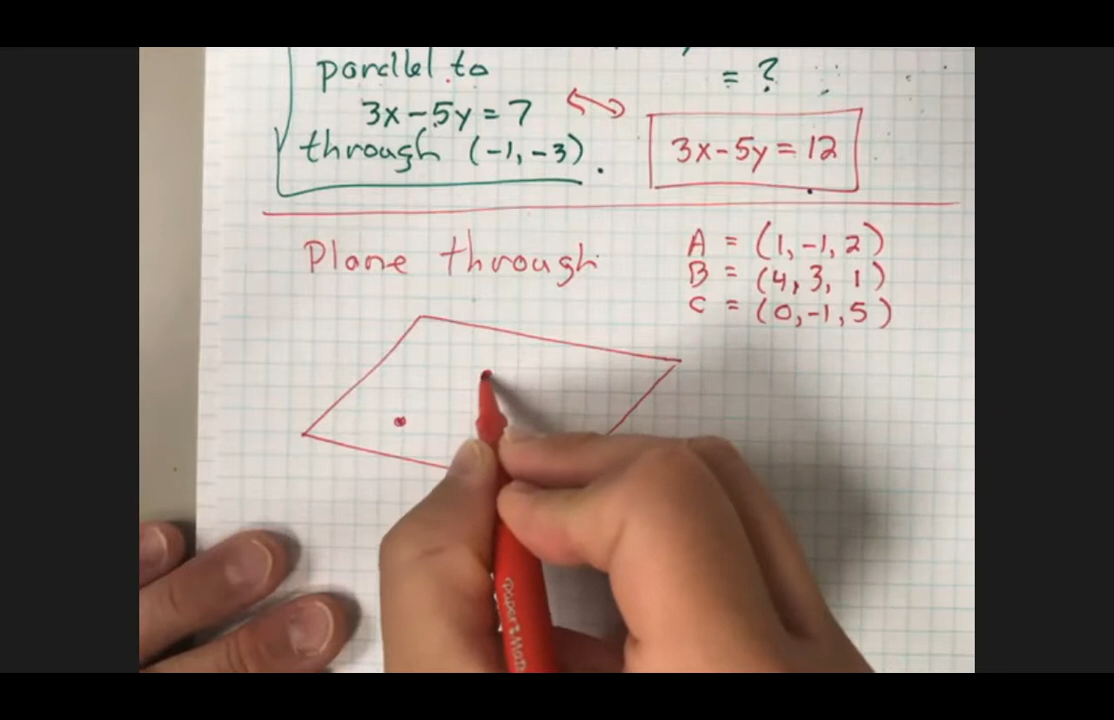 parallel to
= ?
3x - 5y = 7
through (-1, -3).
3x - 5y = 12
Plane through
A = (1, -1, 2)
B = (4, 3, 1)
C = (0, -1, 5)